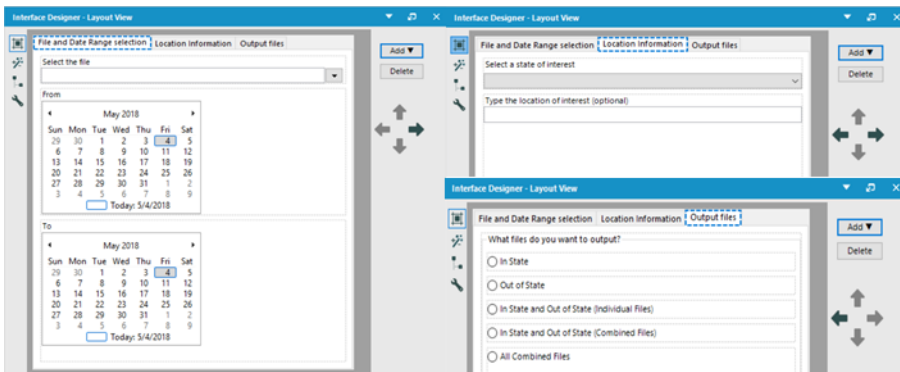 Interface Designer - Layout View
File and Date Range selection Location Information Output files
Add ▼
Delete
Select the file
From
May 2018
Sun Mon Tue Wed Thu Fri Sat
29 30 1 2 3 4 5
6 7 8 9 10 11 12
13 14 15 16 17 18 19
20 21 22 23 24 25 26
27 28 29 30 31 1 2
3 4 5 6 7 8 9
Today: 5/4/2018
To
May 2018
Sun Mon Tue Wed Thu Fri Sat
29 30 1 2 3 4 5
6 7 8 9 10 11 12
13 14 15 16 17 18 19
20 21 22 23 24 25 26
27 28 29 30 31 1 2
3 4 5 6 7 8 9
Today: 5/4/2018
Interface Designer - Layout View
File and Date Range selection Location Information Output files
Add ▼
Delete
Select a state of interest
Type the location of interest (optional)
Interface Designer - Layout View
File and Date Range selection Location Information Output files
Add ▼
Delete
What files do you want to output?
In State
Out of State
In State and Out of State (Individual Files)
In State and Out of State (Combined Files)
All Combined Files